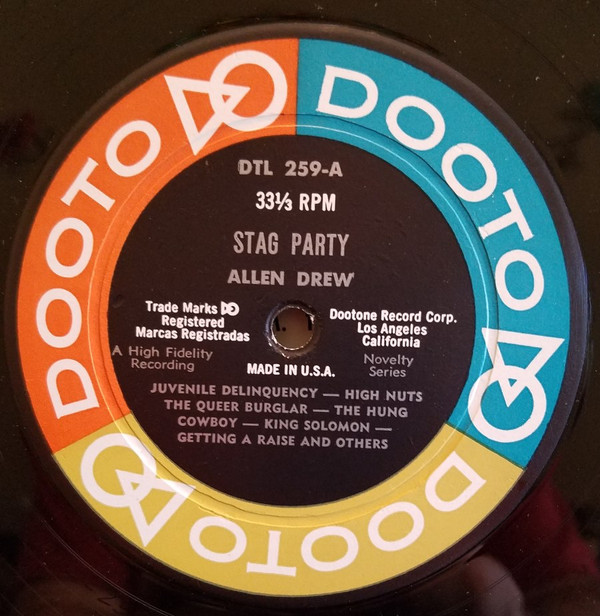 DOOTO
DOOTO
DOOTO
DTL 259-A
33⅓ RPM
STAG PARTY
ALLEN DREW
Trade Marks DO
Registered
Marcas Registradas
Dootone Record Corp.
Los Angeles
California
A High Fidelity
Recording
Novelty
Series
MADE IN U.S.A.
JUVENILE DELINQUENCY — HIGH NUTS
THE QUEER BURGLAR — THE HUNG
COWBOY — KING SOLOMON —
GETTING A RAISE AND OTHERS